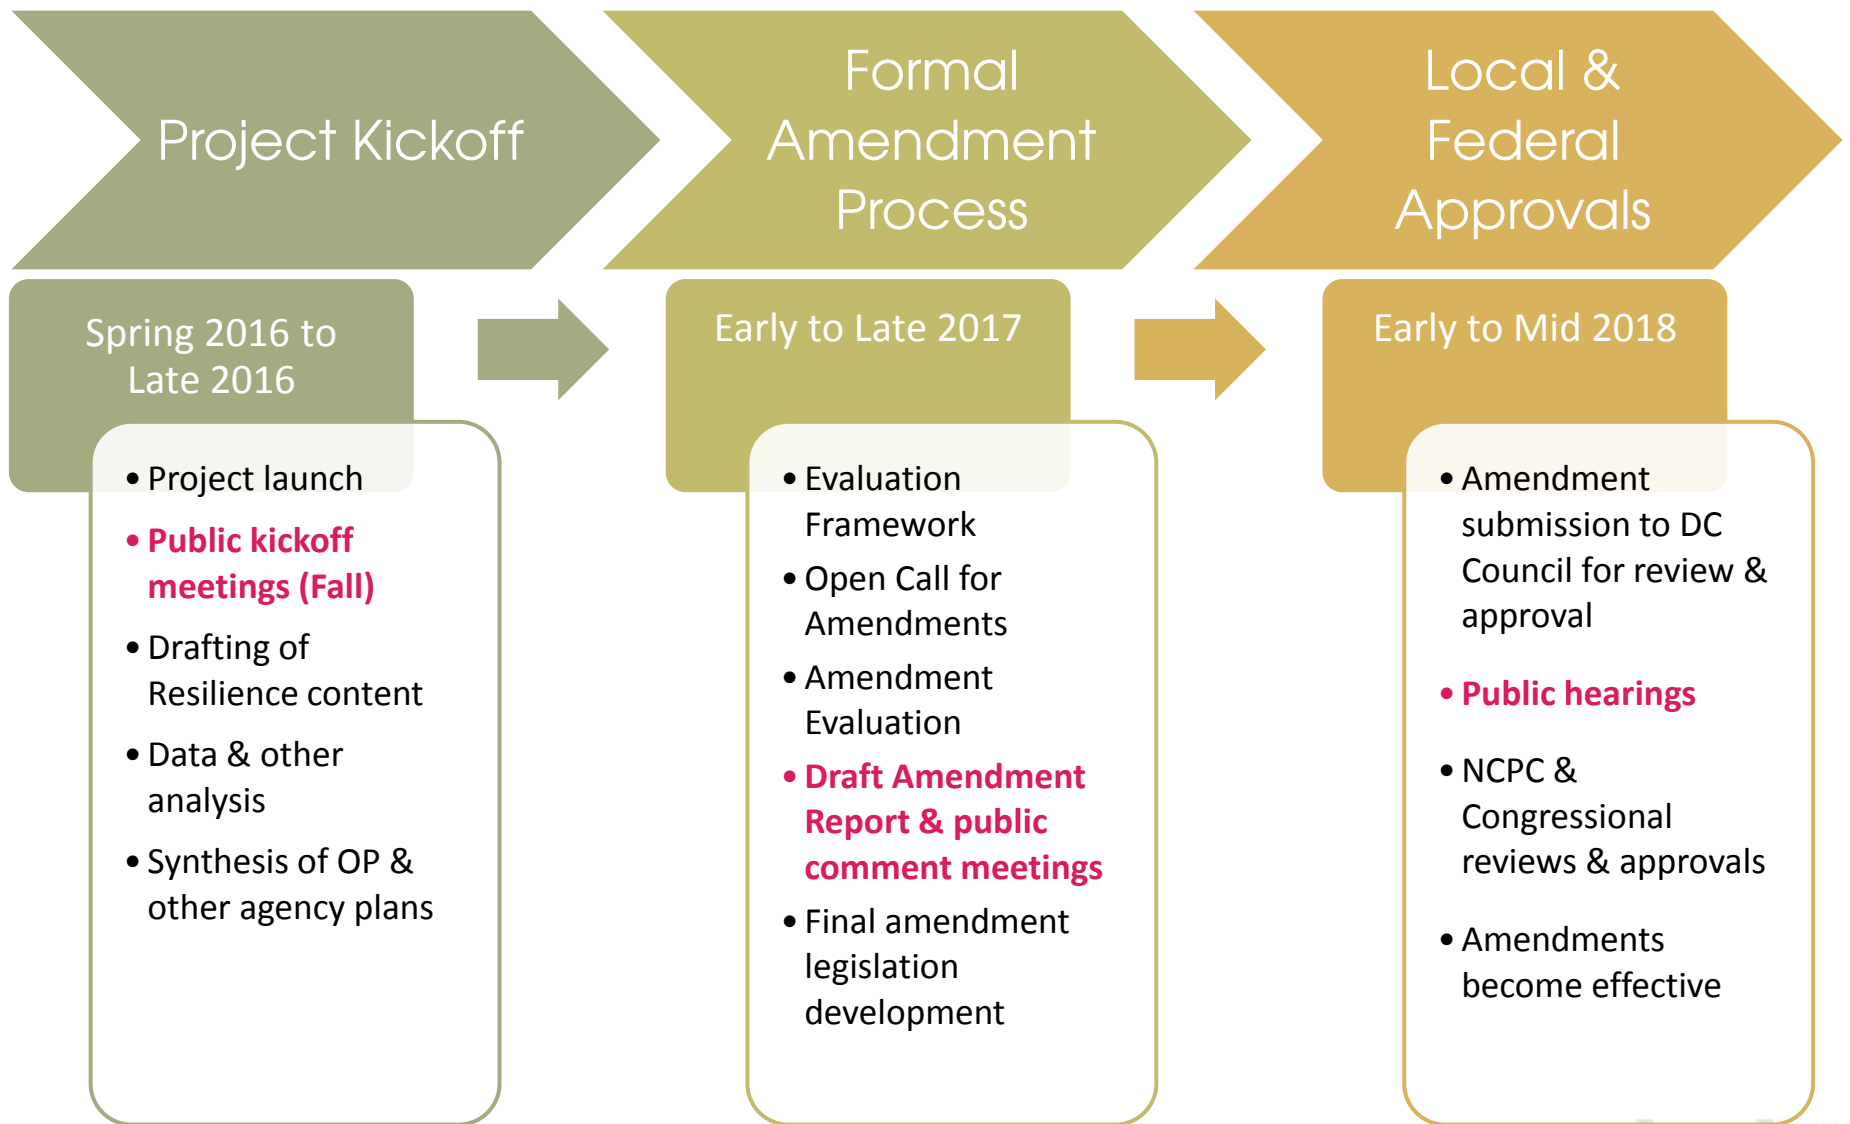 Project Kickoff
Formal
Amendment
Process
Local &
Federal
Approvals
Spring 2016 to
Late 2016
• Project launch
• Public kickoff
meetings (Fall)
• Drafting of
Resilience content
• Data & other
analysis
• Synthesis of OP &
other agency plans
Early to Late 2017
• Evaluation
Framework
• Open Call for
Amendments
• Amendment
Evaluation
• Draft Amendment
Report & public
comment meetings
• Final amendment
legislation
development
Early to Mid 2018
• Amendment
submission to DC
Council for review &
approval
• Public hearings
• NCPC &
Congressional
reviews & approvals
• Amendments
become effective